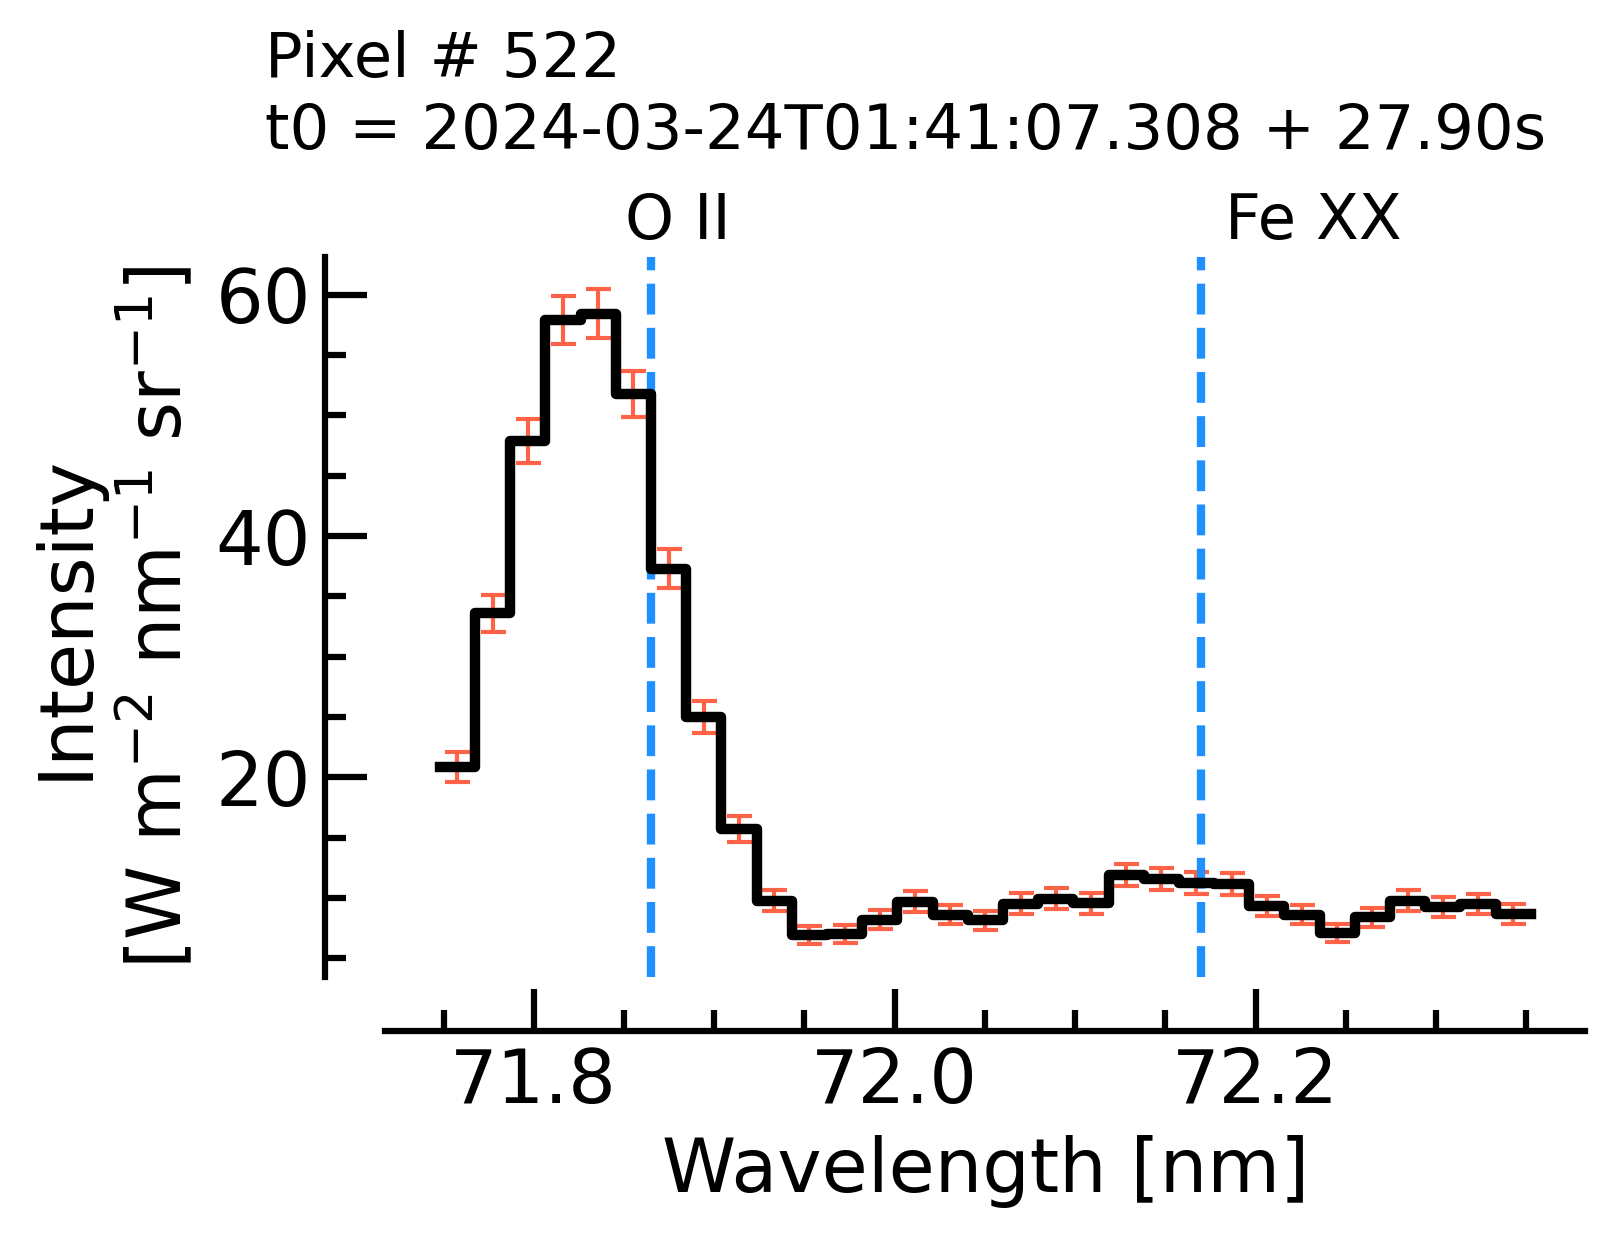 Pixel # 522
t0 = 2024-03-24T01:41:07.308 + 27.90s
O II
Fe XX
60
40
20
Intensity
[W m⁻² nm⁻¹ sr⁻¹]
71.8
72.0
72.2
Wavelength [nm]